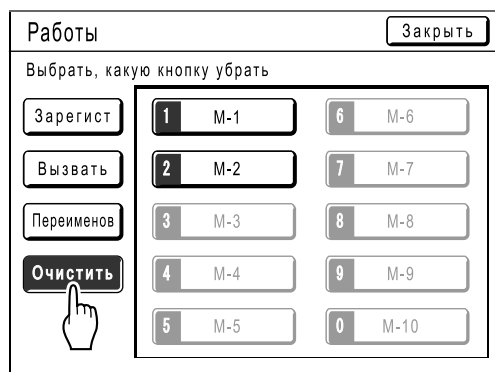 Работы
Закрыть
Выбрать, какую кнопку убрать
Зарегист
1 М-1
6 М-6
Вызвать
2 М-2
7 М-7
Переименов
3 М-3
8 М-8
Очистить
4 М-4
9 М-9
5 М-5
0 М-10